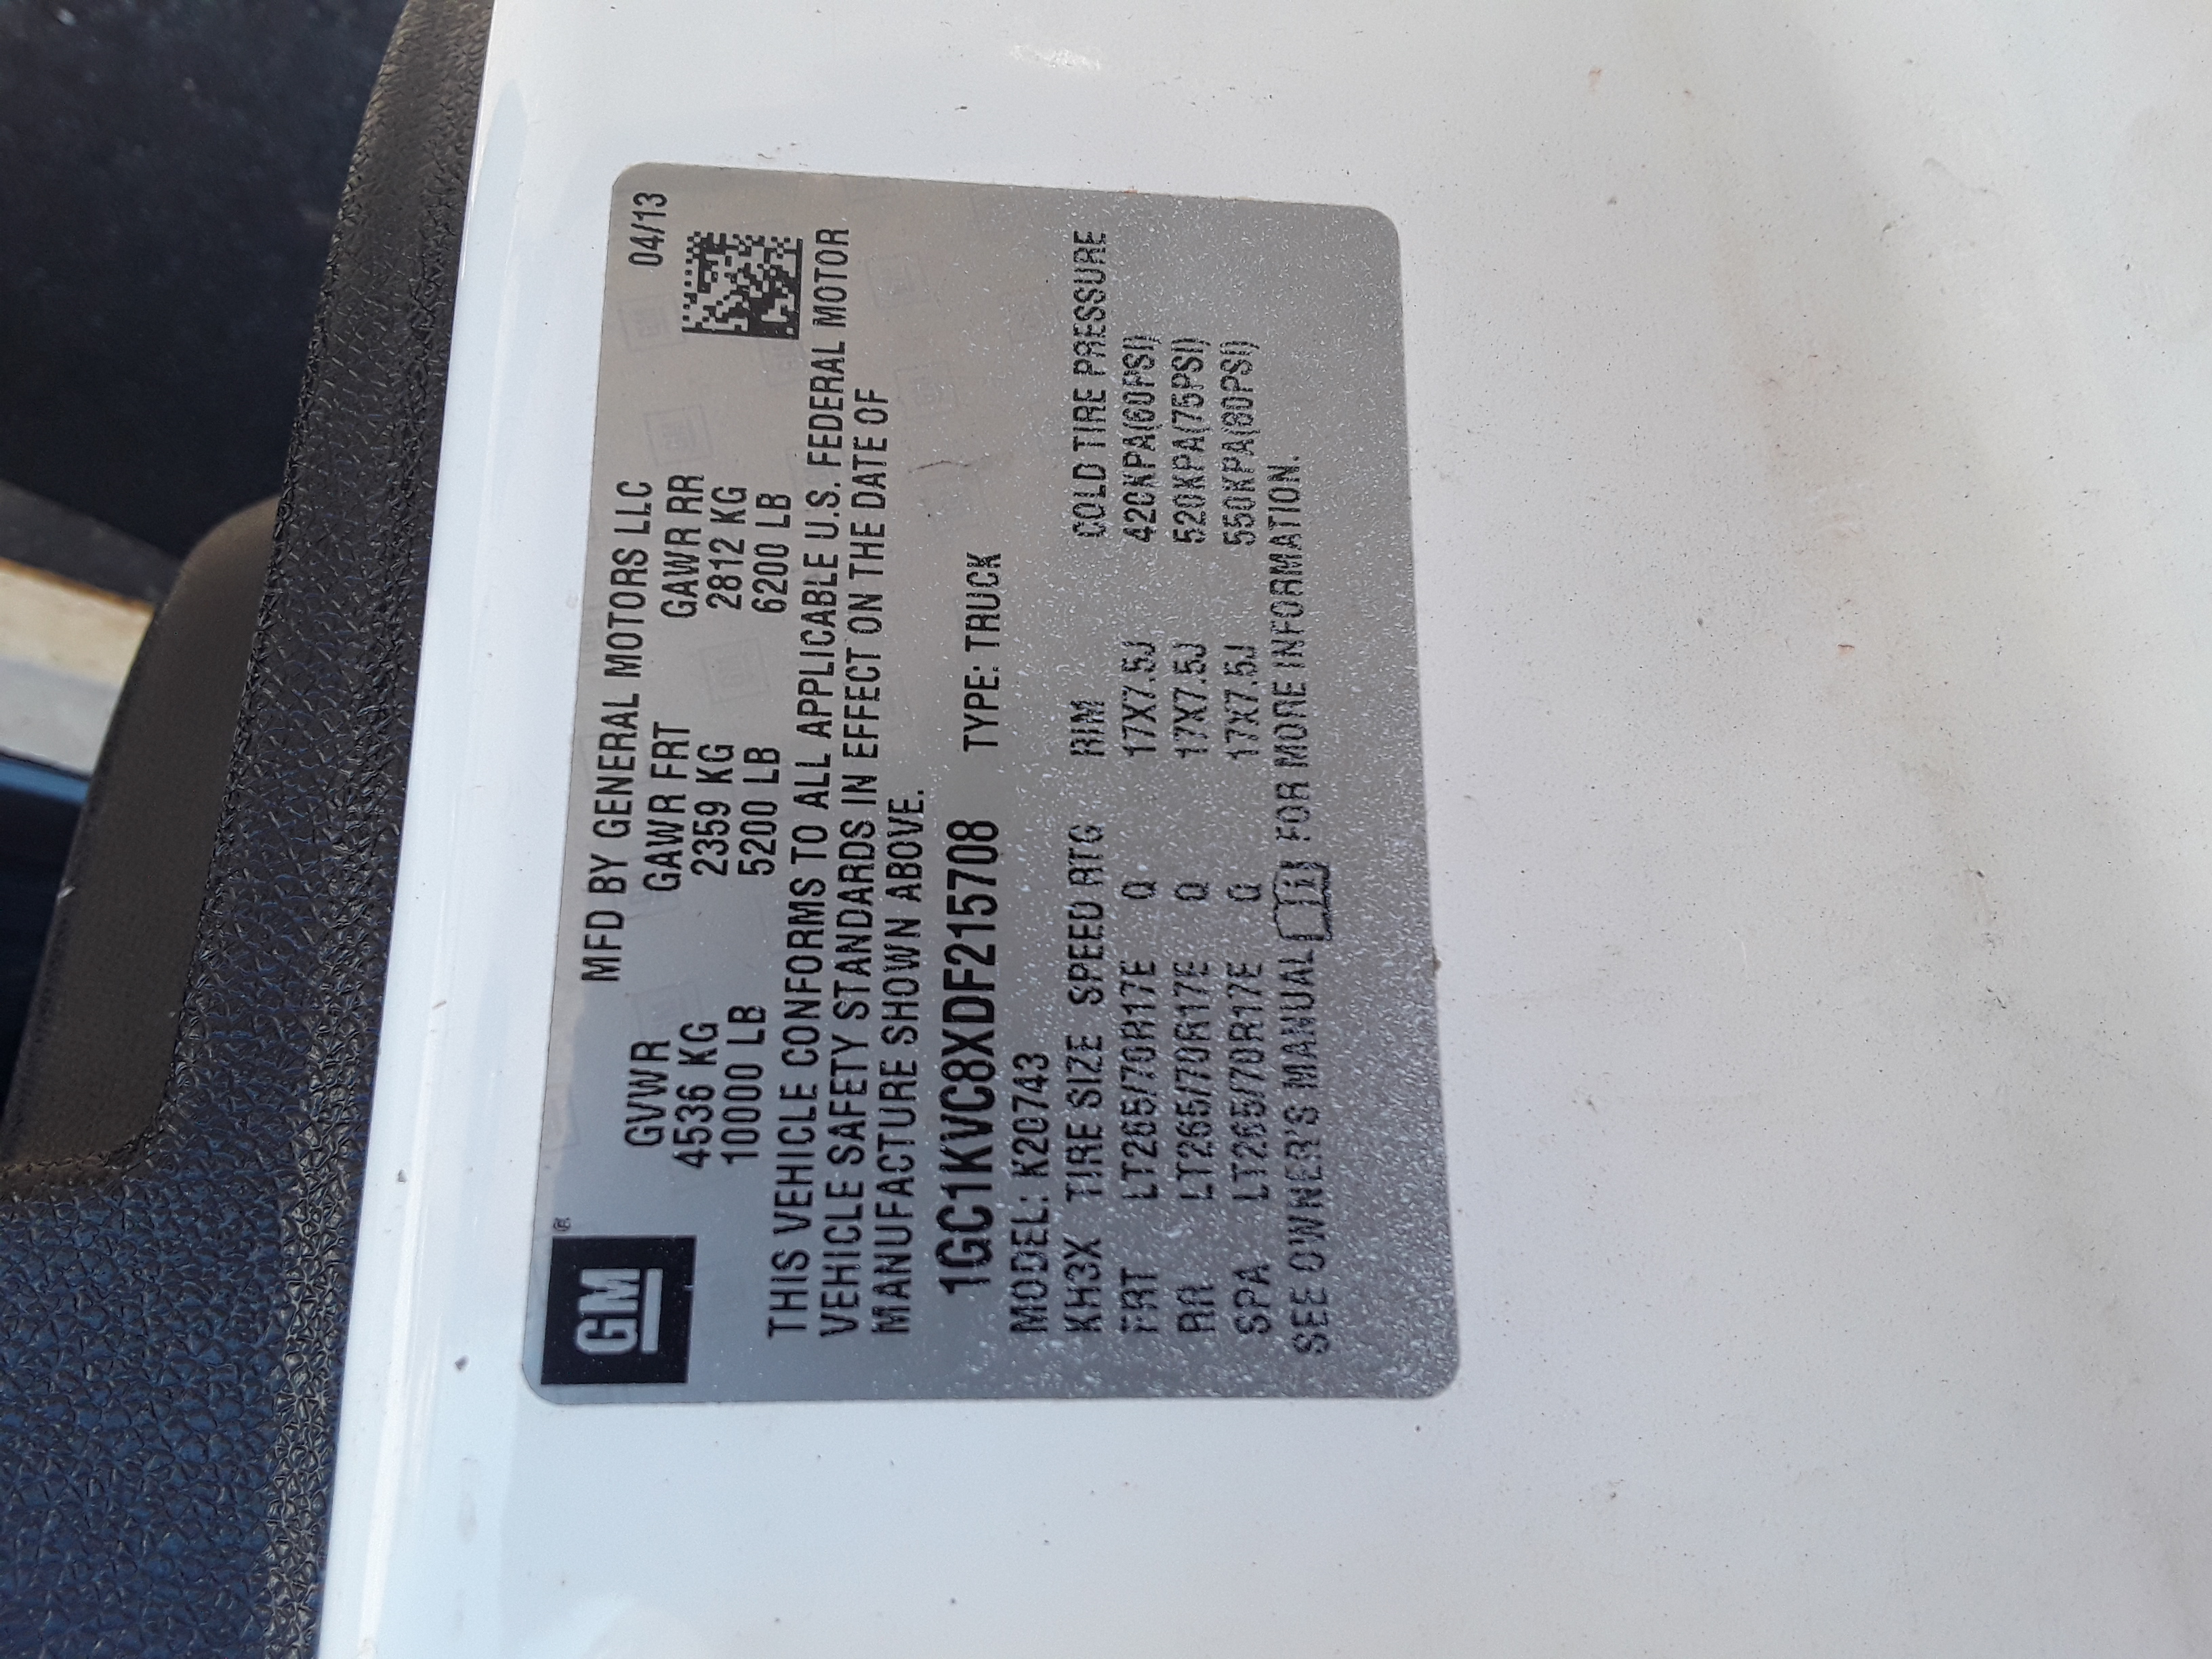 GM®
MFD BY GENERAL MOTORS LLC 04/13
GVWR GAWR FRT GAWR RR
4536 KG 2359 KG 2812 KG
10000 LB 5200 LB 6200 LB
THIS VEHICLE CONFORMS TO ALL APPLICABLE U.S. FEDERAL MOTOR
VEHICLE SAFETY STANDARDS IN EFFECT ON THE DATE OF
MANUFACTURE SHOWN ABOVE.
1GC1KVC8XDF215708 TYPE: TRUCK
MODEL: K20743
KH3X TIRE SIZE SPEED RTG RIM COLD TIRE PRESSURE
FRT LT265/70R17E Q 17X7.5J 420KPA(60PSI)
RR LT265/70R17E Q 17X7.5J 520KPA(75PSI)
SPA LT265/70R17E Q 17X7.5J 550KPA(80PSI)
SEE OWNER'S MANUAL FOR MORE INFORMATION.